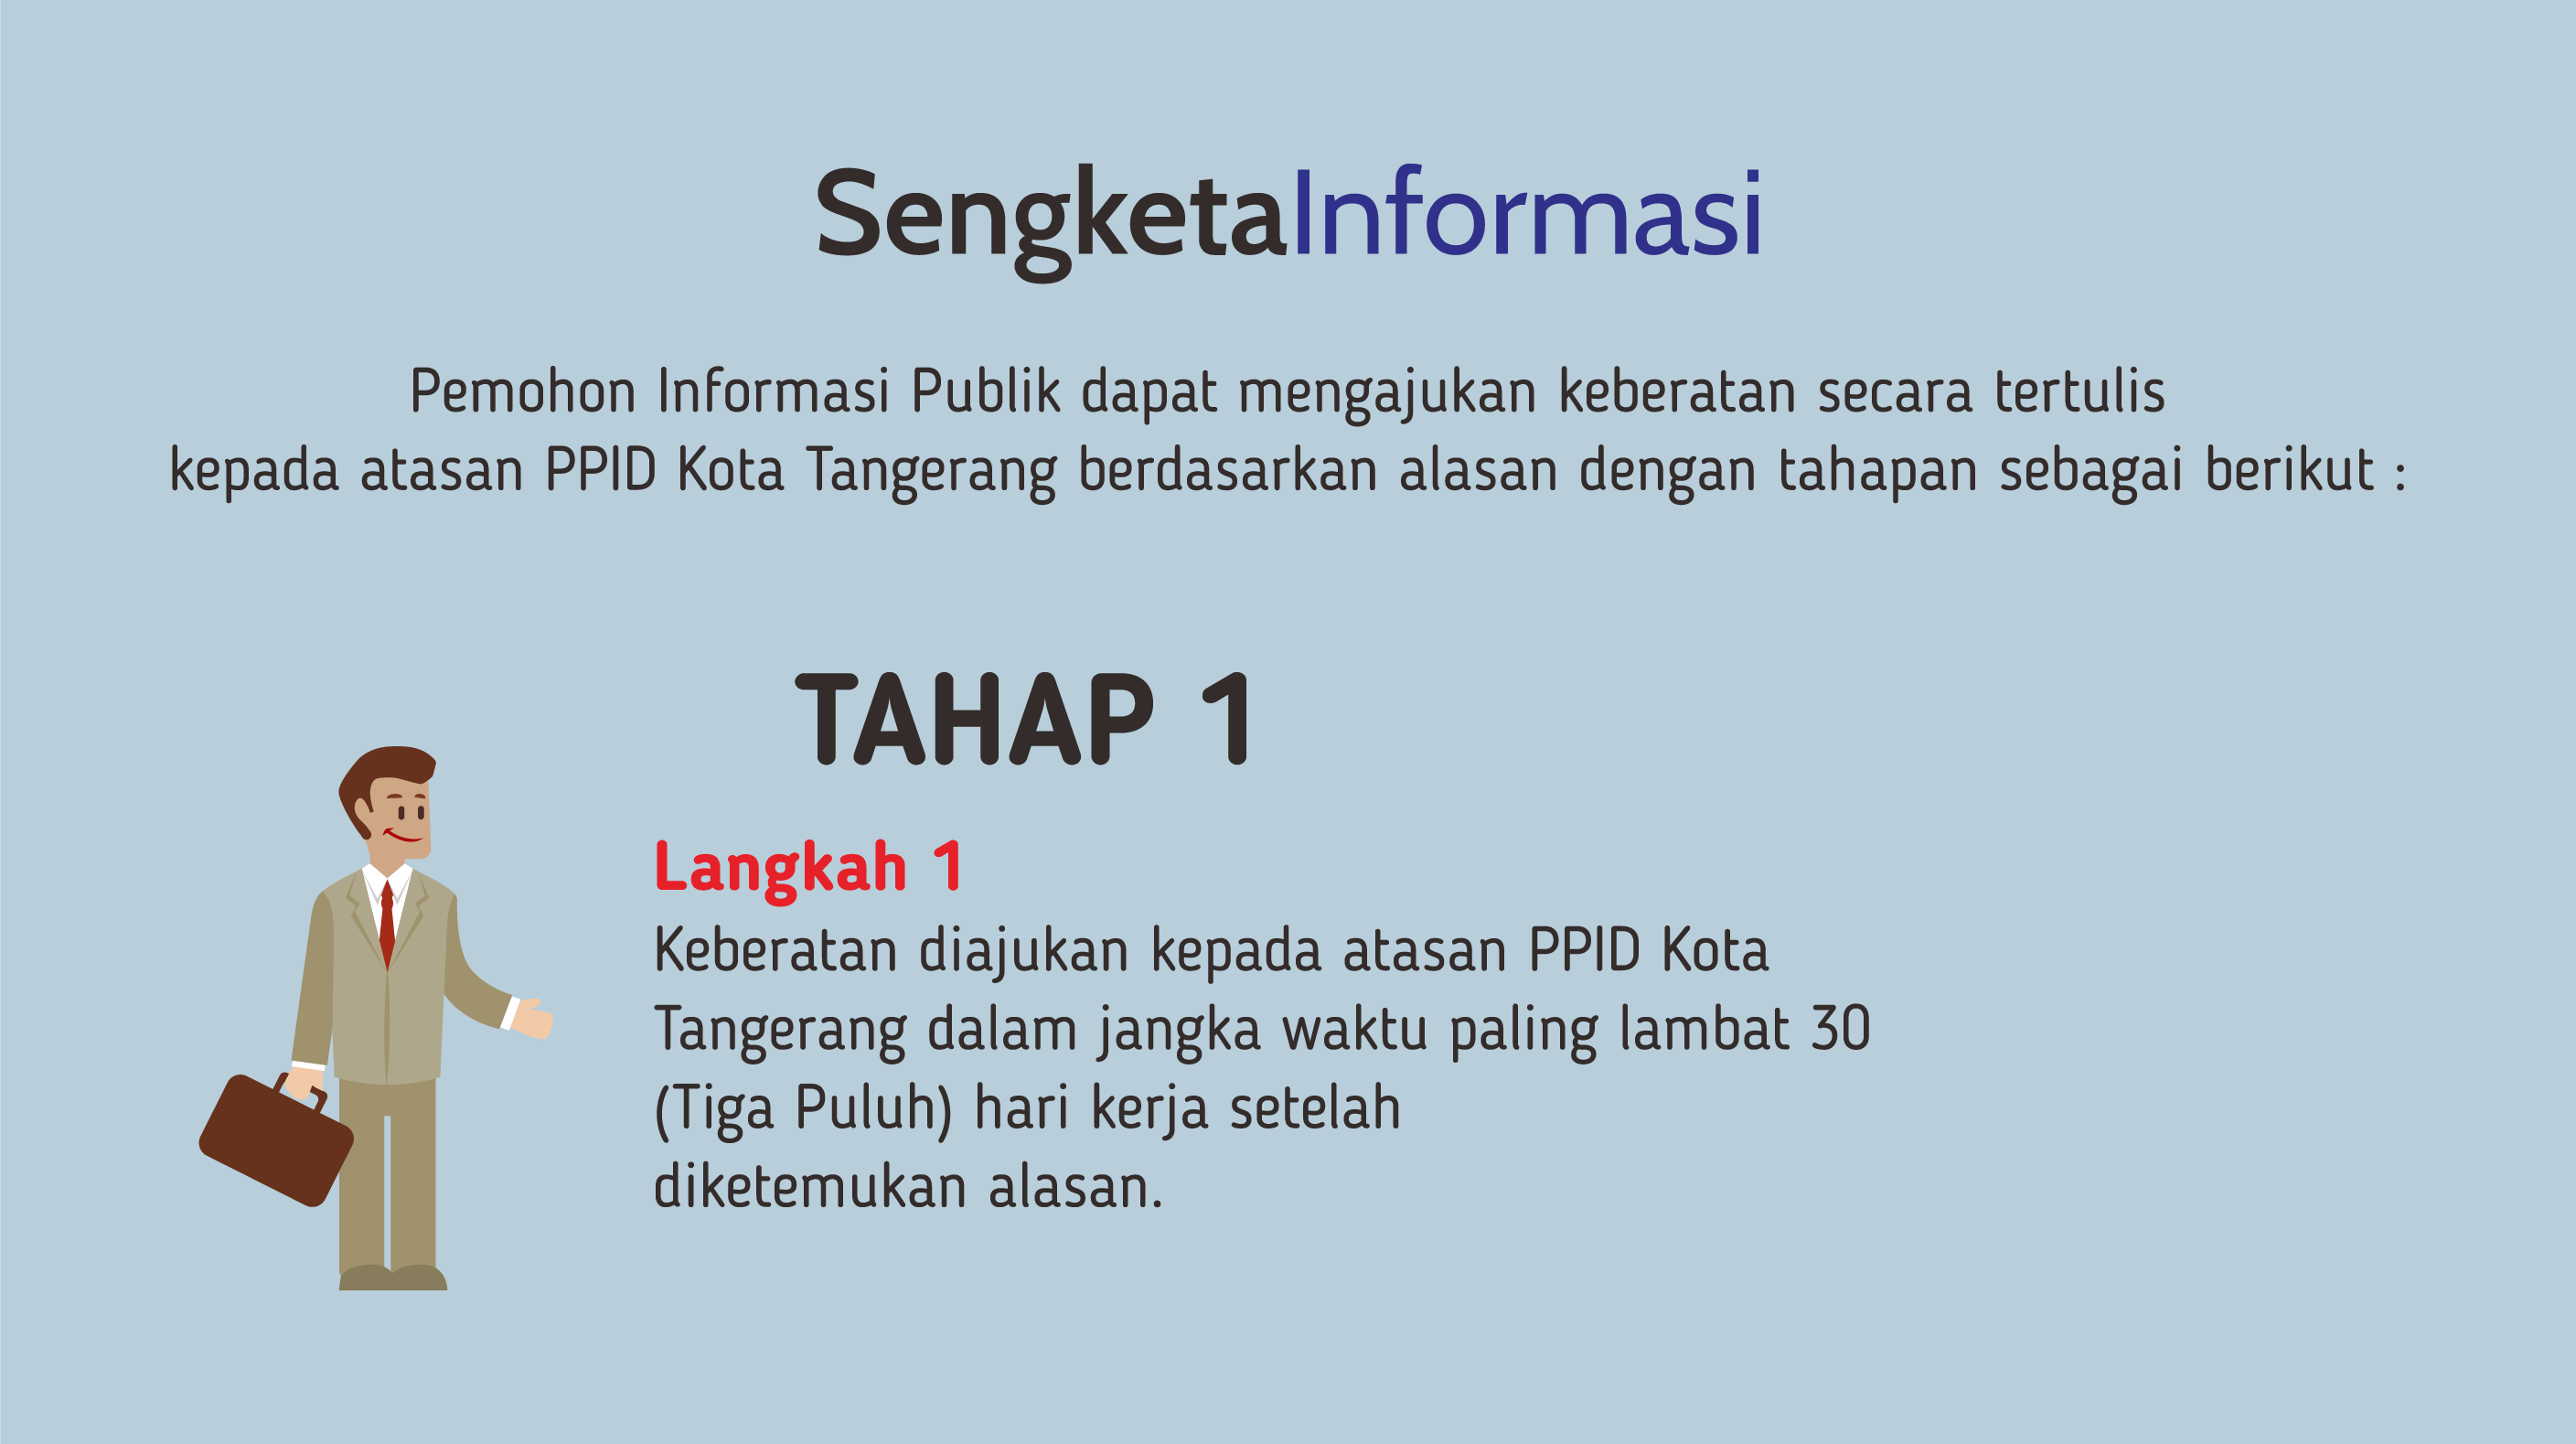 SengketaInformasi
Pemohon Informasi Publik dapat mengajukan keberatan secara tertulis
kepada atasan PPID Kota Tangerang berdasarkan alasan dengan tahapan sebagai berikut :
TAHAP 1
Langkah 1
Keberatan diajukan kepada atasan PPID Kota
Tangerang dalam jangka waktu paling lambat 30
(Tiga Puluh) hari kerja setelah
diketemukan alasan.